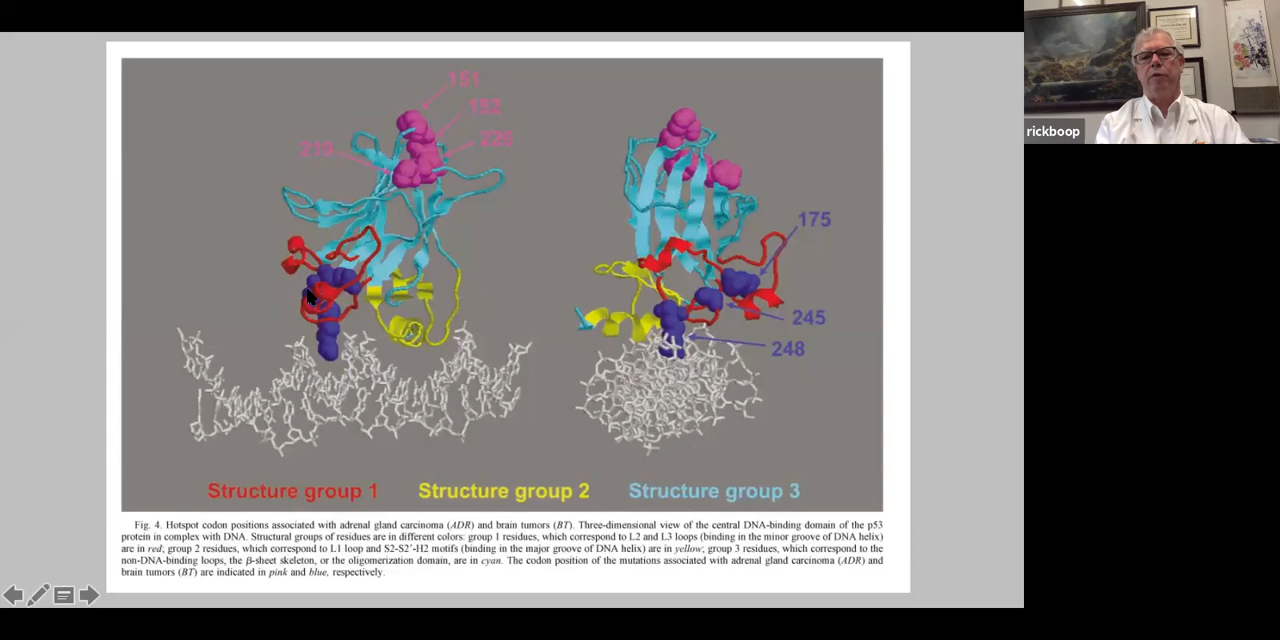 151
152
220
213
175
245
248
Structure group 1 Structure group 2 Structure group 3
Fig. 4. Hotspot codon positions associated with adrenal gland carcinoma (ADR) and brain tumors (BT). Three-dimensional view of the central DNA-binding domain of the p53
protein in complex with DNA. Structural groups of residues are in different colors: group 1 residues, which correspond to L2 and L3 loops (binding in the minor groove of DNA helix)
are in red; group 2 residues, which correspond to L1 loop and S2-S2'-H2 motifs (binding in the major groove of DNA helix) are in yellow; group 3 residues, which correspond to the
non-DNA-binding loops, the β-sheet skeleton, or the oligomerization domain, are in cyan. The codon position of the mutations associated with adrenal gland carcinoma (ADR) and
brain tumors (BT) are indicated in pink and blue, respectively.
rickboop